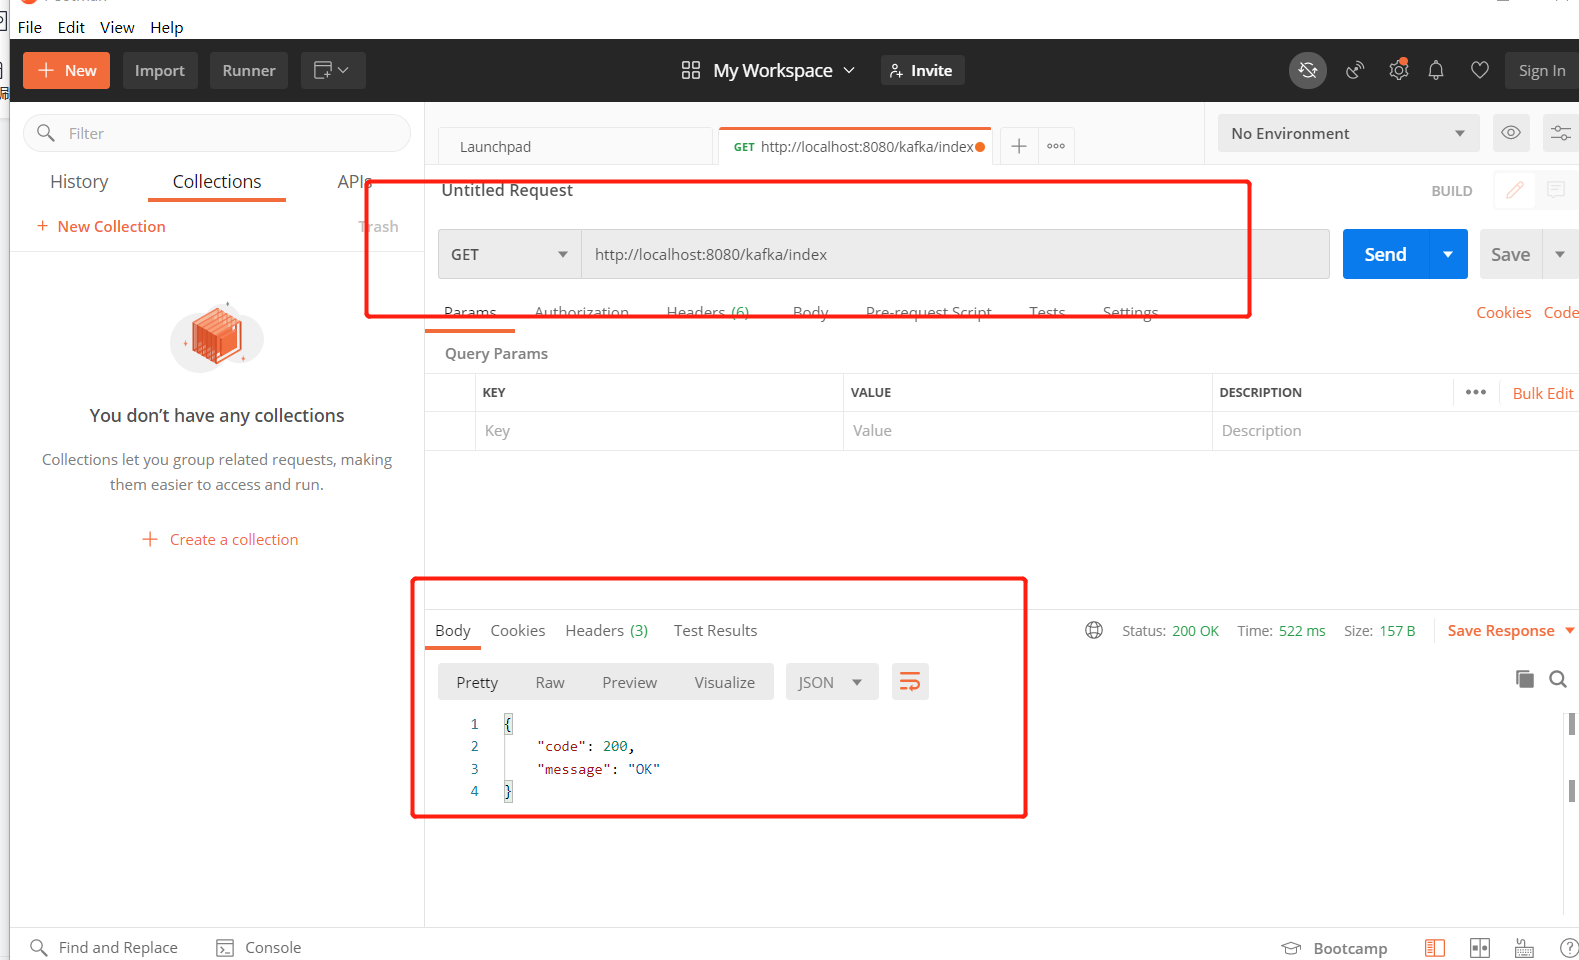 File Edit View Help
New Import Runner My Workspace Invite Sign In
Filter
History Collections APIs
New Collection Trash
You don't have any collections
Collections let you group related requests, making
them easier to access and run.
Create a collection
Launchpad GET http://localhost:8080/kafka/index No Environment
Untitled Request BUILD
GET http://localhost:8080/kafka/index Send Save
Params Authorization Headers (6) Body Pre-request Script Tests Settings Cookies Code
Query Params
KEY VALUE DESCRIPTION Bulk Edit
Key Value Description
Body Cookies Headers (3) Test Results Status: 200 OK Time: 522 ms Size: 157 B Save Response
Pretty Raw Preview Visualize JSON
1 {
2 "code": 200,
3 "message": "OK"
4 }
Find and Replace Console Bootcamp